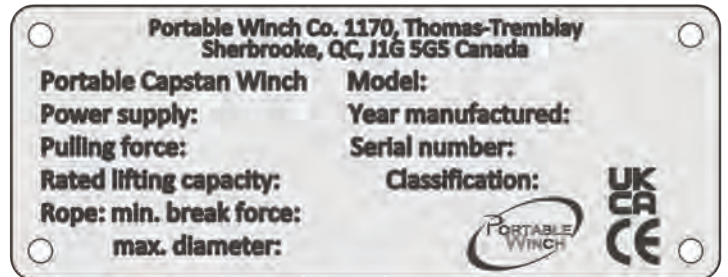 Portable Winch Co. 1170, Thomas-Tremblay
Sherbrooke, QC, J1G 5G5 Canada
Portable Capstan Winch Model:
Power supply: Year manufactured:
Pulling force: Serial number:
Rated lifting capacity: Classification:
Rope: min. break force:
max. diameter:
PORTABLE
WINCH
UK
CA
CE